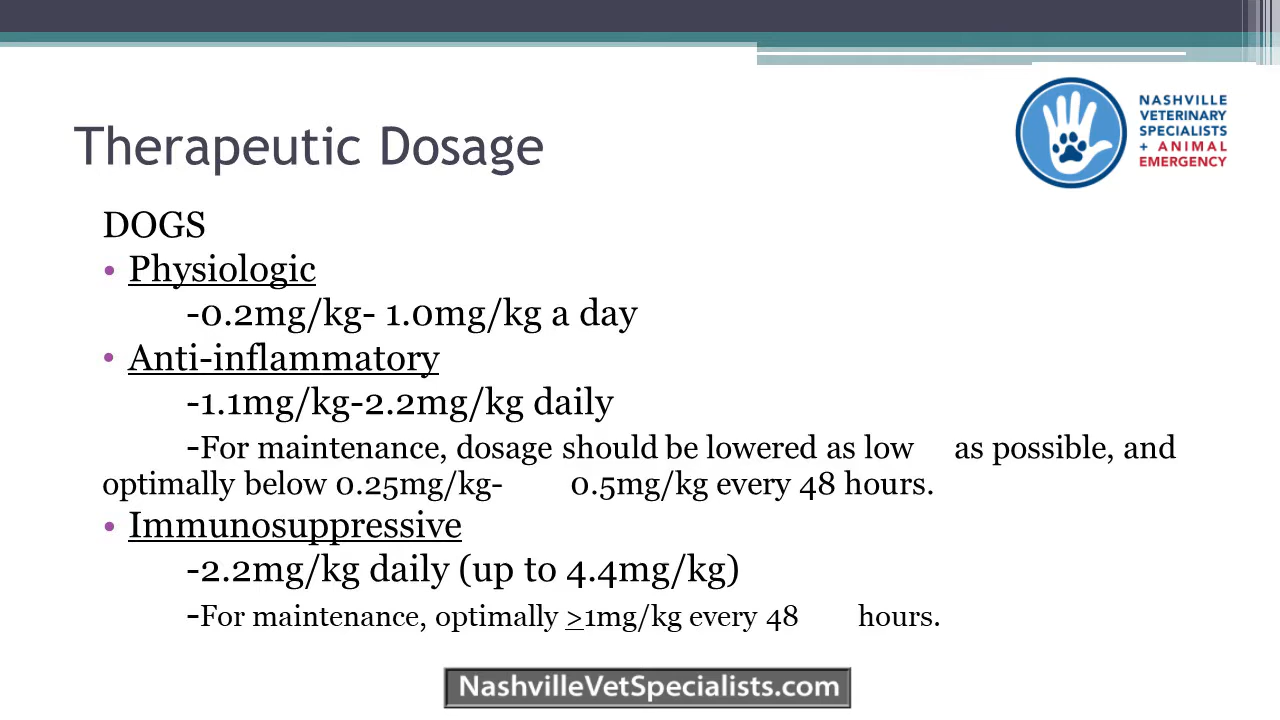 NASHVILLE
VETERINARY
SPECIALISTS
+ ANIMAL
EMERGENCY
Therapeutic Dosage
DOGS
• Physiologic
-0.2mg/kg- 1.0mg/kg a day
• Anti-inflammatory
-1.1mg/kg-2.2mg/kg daily
-For maintenance, dosage should be lowered as low as possible, and
optimally below 0.25mg/kg- 0.5mg/kg every 48 hours.
• Immunosuppressive
-2.2mg/kg daily (up to 4.4mg/kg)
-For maintenance, optimally >1mg/kg every 48 hours.
NashvilleVetSpecialists.com